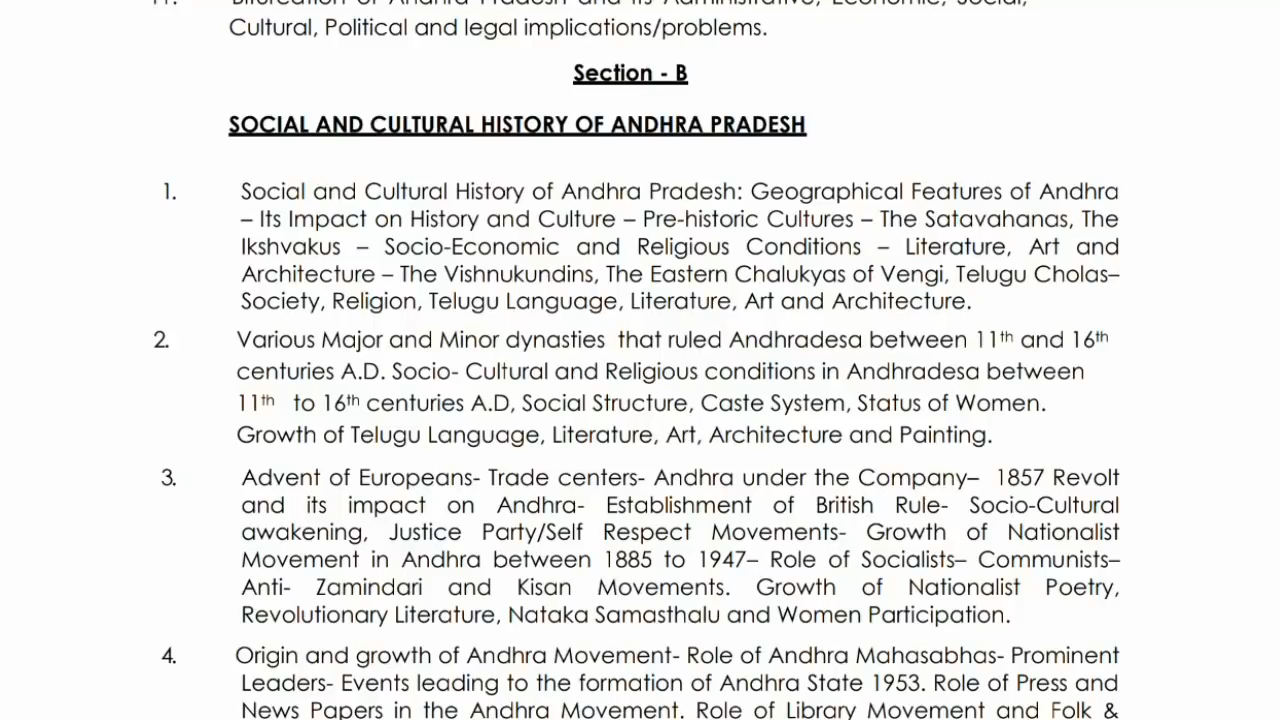 Bifurcation of Andhra Pradesh and its Administrative, Economic, Social,
Cultural, Political and legal implications/problems.
Section - B
SOCIAL AND CULTURAL HISTORY OF ANDHRA PRADESH
1. Social and Cultural History of Andhra Pradesh: Geographical Features of Andhra
– Its Impact on History and Culture – Pre-historic Cultures – The Satavahanas, The
Ikshvakus – Socio-Economic and Religious Conditions – Literature, Art and
Architecture – The Vishnukundins, The Eastern Chalukyas of Vengi, Telugu Cholas–
Society, Religion, Telugu Language, Literature, Art and Architecture.
2. Various Major and Minor dynasties that ruled Andhradesa between 11th and 16th
centuries A.D. Socio- Cultural and Religious conditions in Andhradesa between
11th to 16th centuries A.D, Social Structure, Caste System, Status of Women.
Growth of Telugu Language, Literature, Art, Architecture and Painting.
3. Advent of Europeans- Trade centers- Andhra under the Company– 1857 Revolt
and its impact on Andhra- Establishment of British Rule- Socio-Cultural
awakening, Justice Party/Self Respect Movements- Growth of Nationalist
Movement in Andhra between 1885 to 1947– Role of Socialists– Communists–
Anti- Zamindari and Kisan Movements. Growth of Nationalist Poetry,
Revolutionary Literature, Nataka Samasthalu and Women Participation.
4. Origin and growth of Andhra Movement- Role of Andhra Mahasabhas- Prominent
Leaders- Events leading to the formation of Andhra State 1953. Role of Press and
News Papers in the Andhra Movement. Role of Library Movement and Folk &